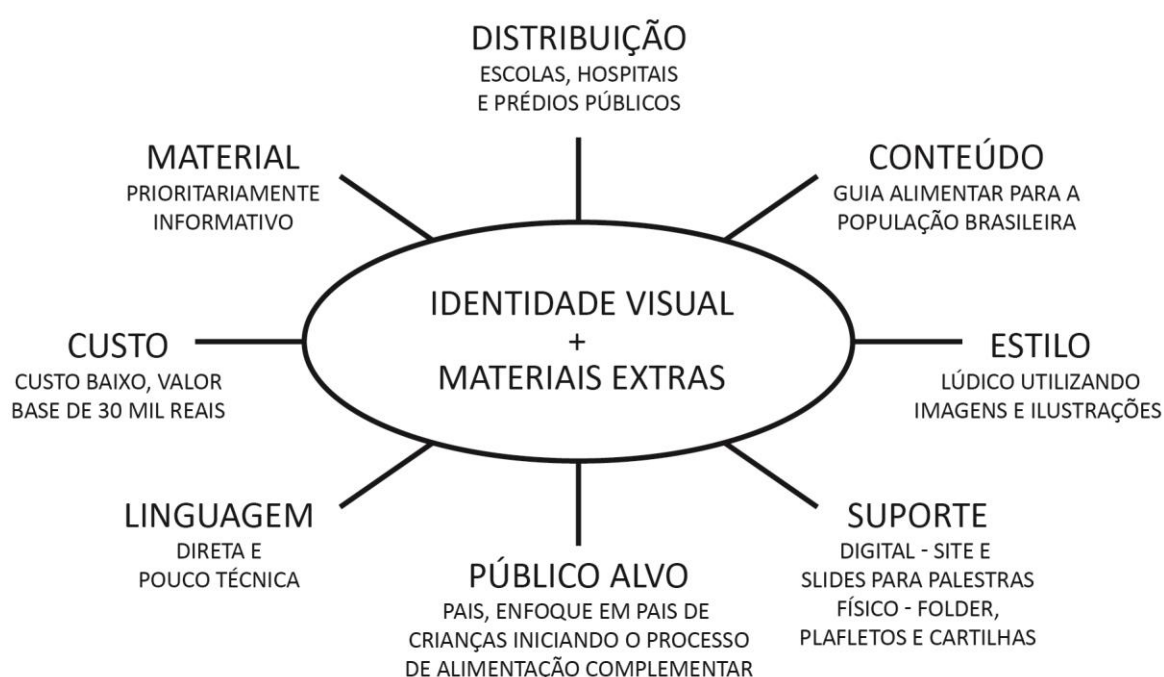 DISTRIBUIÇÃO
ESCOLAS, HOSPITAIS
E PRÉDIOS PÚBLICOS
MATERIAL
PRIORITARIAMENTE
INFORMATIVO
CONTEÚDO
GUIA ALIMENTAR PARA A
POPULAÇÃO BRASILEIRA
IDENTIDADE VISUAL
+
MATERIAIS EXTRAS
CUSTO
CUSTO BAIXO, VALOR
BASE DE 30 MIL REAIS
ESTILO
LÚDICO UTILIZANDO
IMAGENS E ILUSTRAÇÕES
LINGUAGEM
DIRETA E
POUCO TÉCNICA
PÚBLICO ALVO
PAIS, ENFOQUE EM PAIS DE
CRIANÇAS INICIANDO O PROCESSO
DE ALIMENTAÇÃO COMPLEMENTAR
SUPORTE
DIGITAL - SITE E
SLIDES PARA PALESTRAS
FÍSICO - FOLDER,
PLAFLETOS E CARTILHAS